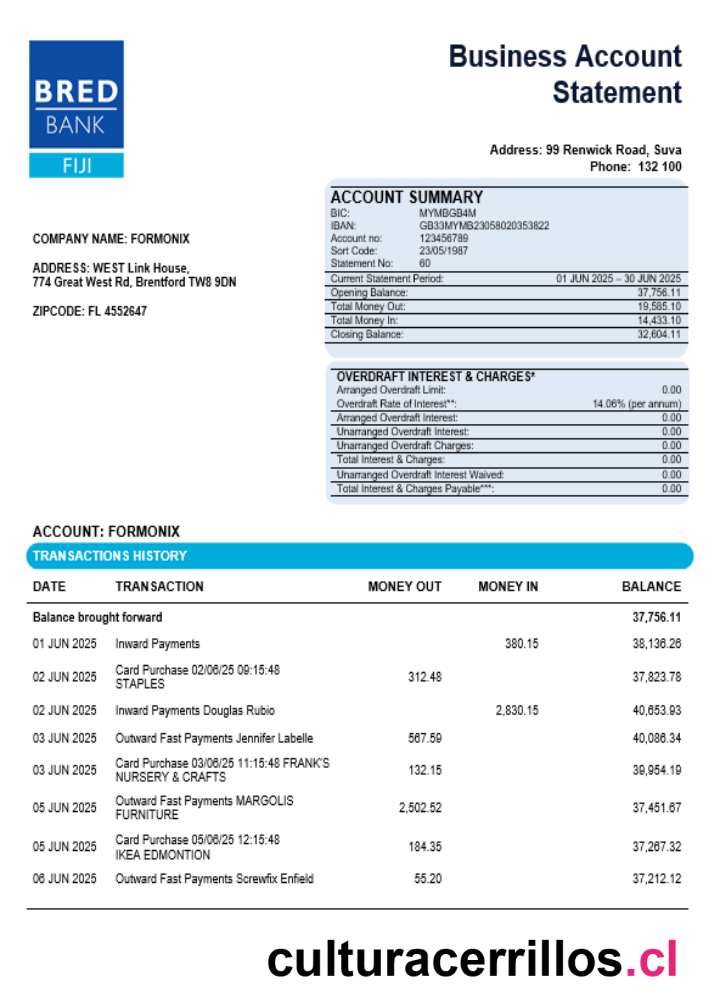 BRED
BANK
FIJI
Business Account
Statement
Address: 99 Renwick Road, Suva
Phone: 132 100
COMPANY NAME: FORMONIX
ADDRESS: WEST Link House,
774 Great West Rd, Brentford TW8 9DN
ZIPCODE: FL 4552647
ACCOUNT SUMMARY
BIC: MYMBGB4M
IBAN: GB33MYMB23058020353822
Account no: 123456789
Sort Code: 23/05/1987
Statement No: 60
Current Statement Period: 01 JUN 2025 – 30 JUN 2025
Opening Balance: 37,756.11
Total Money Out: 19,585.10
Total Money In: 14,433.10
Closing Balance: 32,604.11
OVERDRAFT INTEREST & CHARGES*
Arranged Overdraft Limit: 0.00
Overdraft Rate of Interest**: 14.06% (per annum)
Arranged Overdraft Interest: 0.00
Unarranged Overdraft Interest: 0.00
Unarranged Overdraft Charges: 0.00
Total Interest & Charges: 0.00
Unarranged Overdraft Interest Waived: 0.00
Total Interest & Charges Payable***: 0.00
ACCOUNT: FORMONIX
TRANSACTIONS HISTORY
DATE TRANSACTION MONEY OUT MONEY IN BALANCE
Balance brought forward 37,756.11
01 JUN 2025 Inward Payments 380.15 38,136.26
02 JUN 2025 Card Purchase 02/06/25 09:15:48
STAPLES 312.48 37,823.78
02 JUN 2025 Inward Payments Douglas Rubio 2,830.15 40,653.93
03 JUN 2025 Outward Fast Payments Jennifer Labelle 567.59 40,086.34
03 JUN 2025 Card Purchase 03/06/25 11:15:48 FRANK'S
NURSERY & CRAFTS 132.15 39,954.19
05 JUN 2025 Outward Fast Payments MARGOLIS
FURNITURE 2,502.52 37,451.67
05 JUN 2025 Card Purchase 05/06/25 12:15:48
IKEA EDMONTION 184.35 37,267.32
06 JUN 2025 Outward Fast Payments Screwfix Enfield 55.20 37,212.12
culturacerrillos.cl